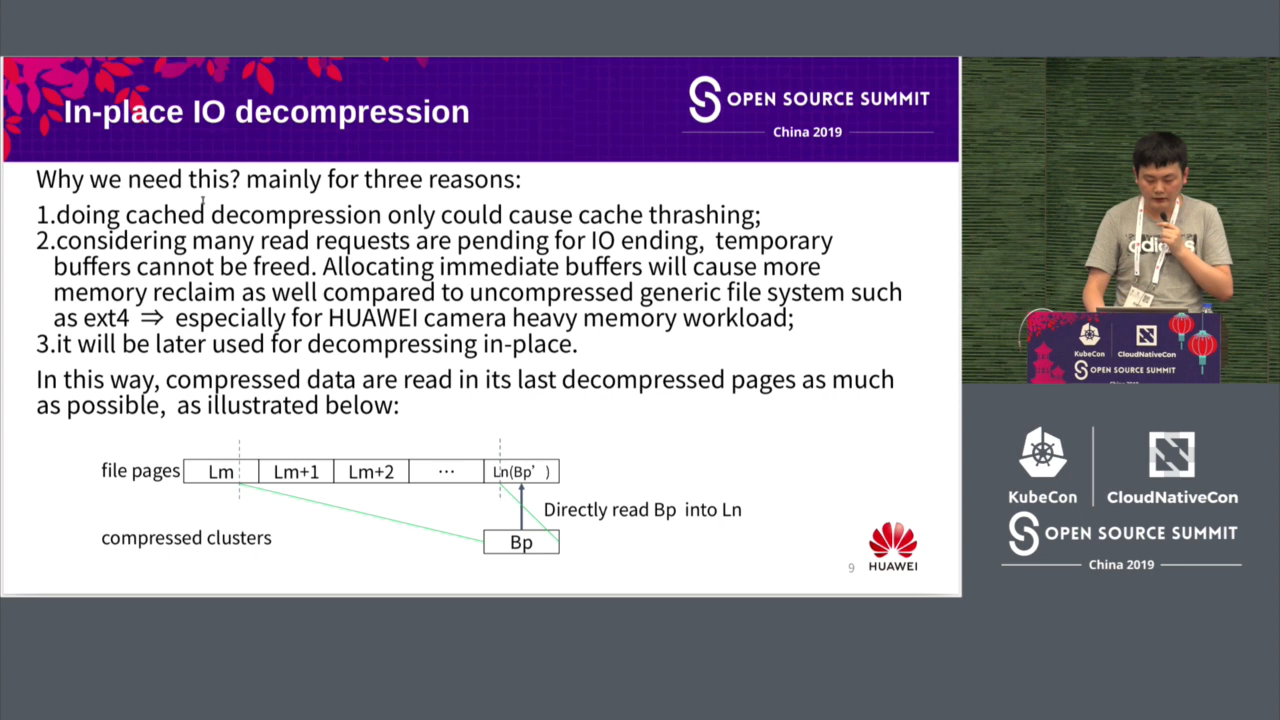 In-place IO decompression
OPEN SOURCE SUMMIT
China 2019
Why we need this? mainly for three reasons:
1.doing cached decompression only could cause cache thrashing;
2.considering many read requests are pending for IO ending, temporary
buffers cannot be freed. Allocating immediate buffers will cause more
memory reclaim as well compared to uncompressed generic file system such
as ext4 ⇒ especially for HUAWEI camera heavy memory workload;
3.it will be later used for decompressing in-place.
In this way, compressed data are read in its last decompressed pages as much
as possible, as illustrated below:
file pages Lm Lm+1 Lm+2 ... Ln(Bp' )
Directly read Bp into Ln
compressed clusters Bp
9 HUAWEI
adidas
KubeCon CloudNativeCon
OPEN SOURCE SUMMIT
China 2019
KubeCon CloudNativeCon
OPEN SOURCE SUMMIT
China 2019